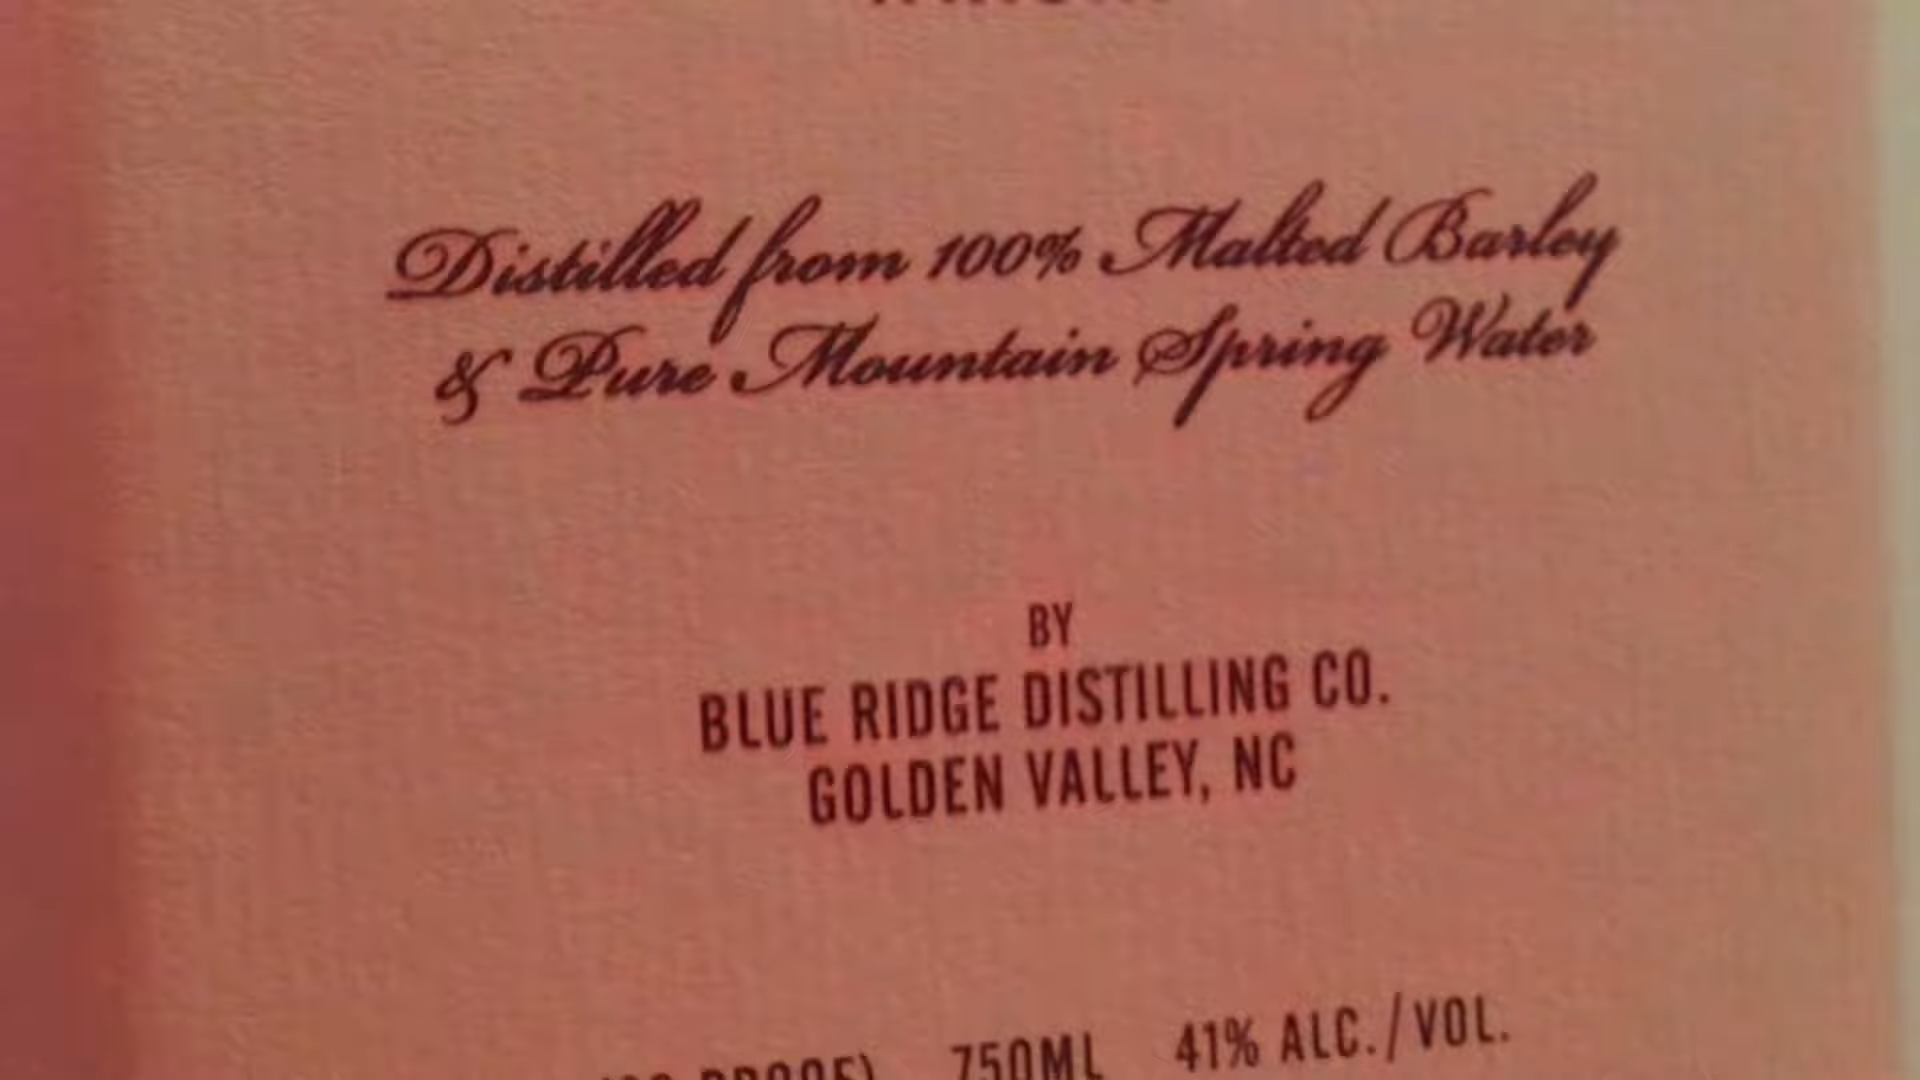 Distilled from 100% Malted Barley
& Pure Mountain Spring Water
BY
BLUE RIDGE DISTILLING CO.
GOLDEN VALLEY, NC
PROOF) 750ML 41% ALC./VOL.